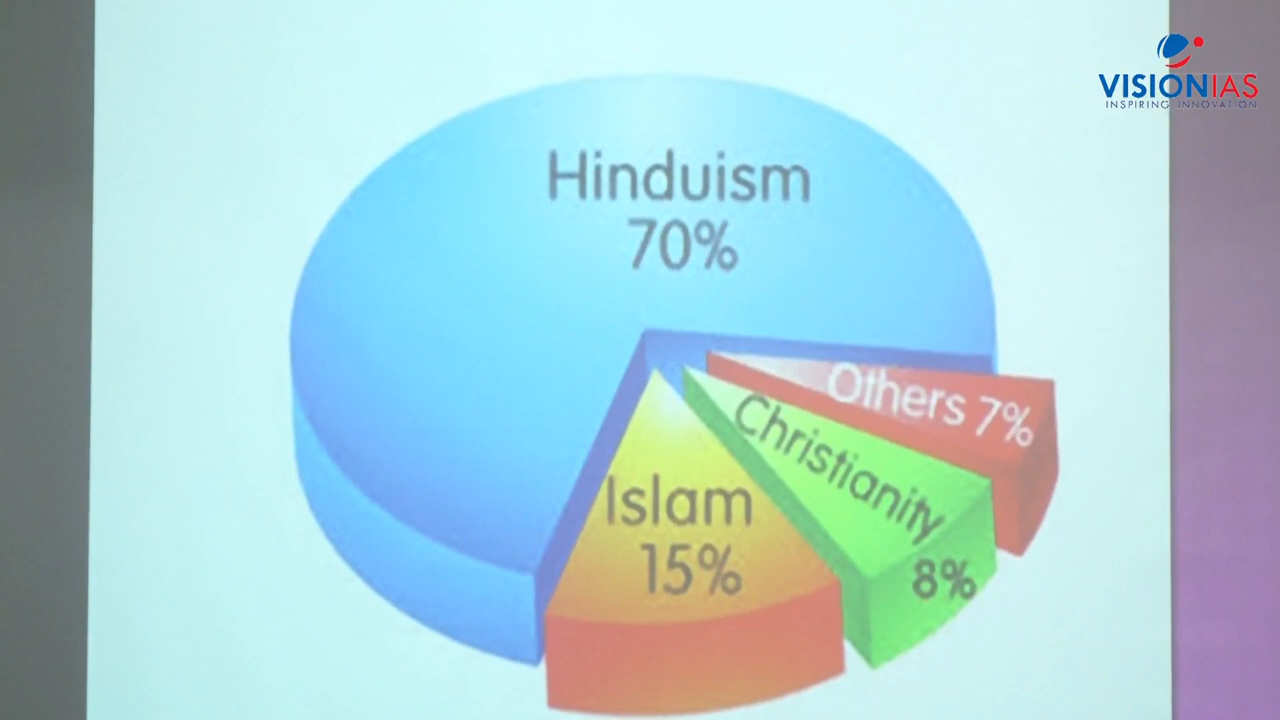 VISIONIAS
INSPIRING INNOVATION
Hinduism
70%
Others 7%
Christianity
8%
Islam
15%